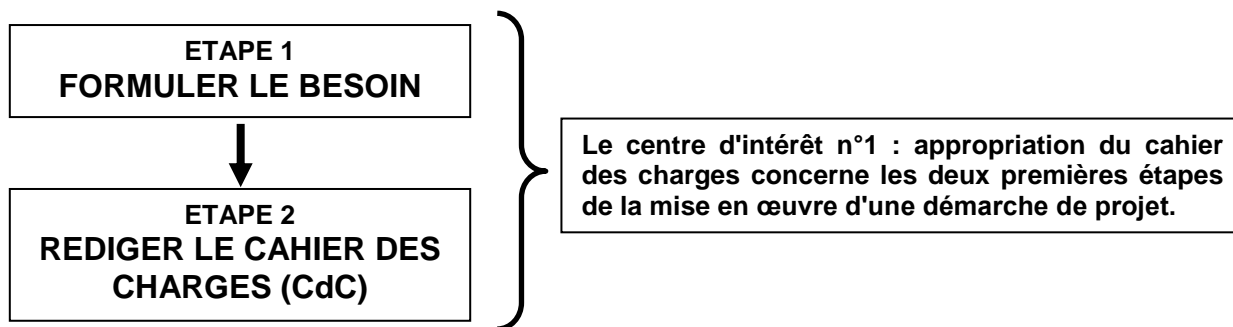 ETAPE 1
FORMULER LE BESOIN
ETAPE 2
REDIGER LE CAHIER DES
CHARGES (CdC)
Le centre d'intérêt n°1 : appropriation du cahier
des charges concerne les deux premières étapes
de la mise en œuvre d'une démarche de projet.